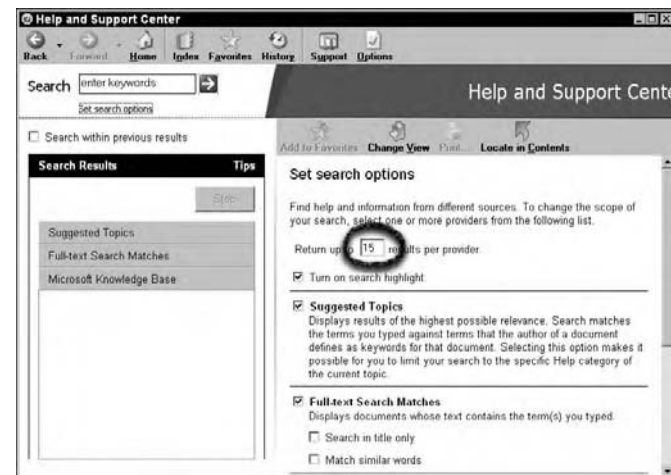 Help and Support Center
Back Forward Home Index Favorites History Support Options
Search enter keywords
Set search options
Help and Support Cente
Search within previous results
Search Results Tips
Stop
Suggested Topics
Full-text Search Matches
Microsoft Knowledge Base
Add to Favorites Change View Print... Locate in Contents
Set search options
Find help and information from different sources. To change the scope of
your search, select one or more providers from the following list.
Return up to 15 results per provider
Turn on search highlight
Suggested Topics
Displays results of the highest possible relevance. Search matches
the terms you typed against terms that the author of a document
defines as keywords for that document. Selecting this option makes it
possible for you to limit your search to the specific Help category of
the current topic.
Full-text Search Matches
Displays documents whose text contains the term(s) you typed.
Search in title only
Match similar words